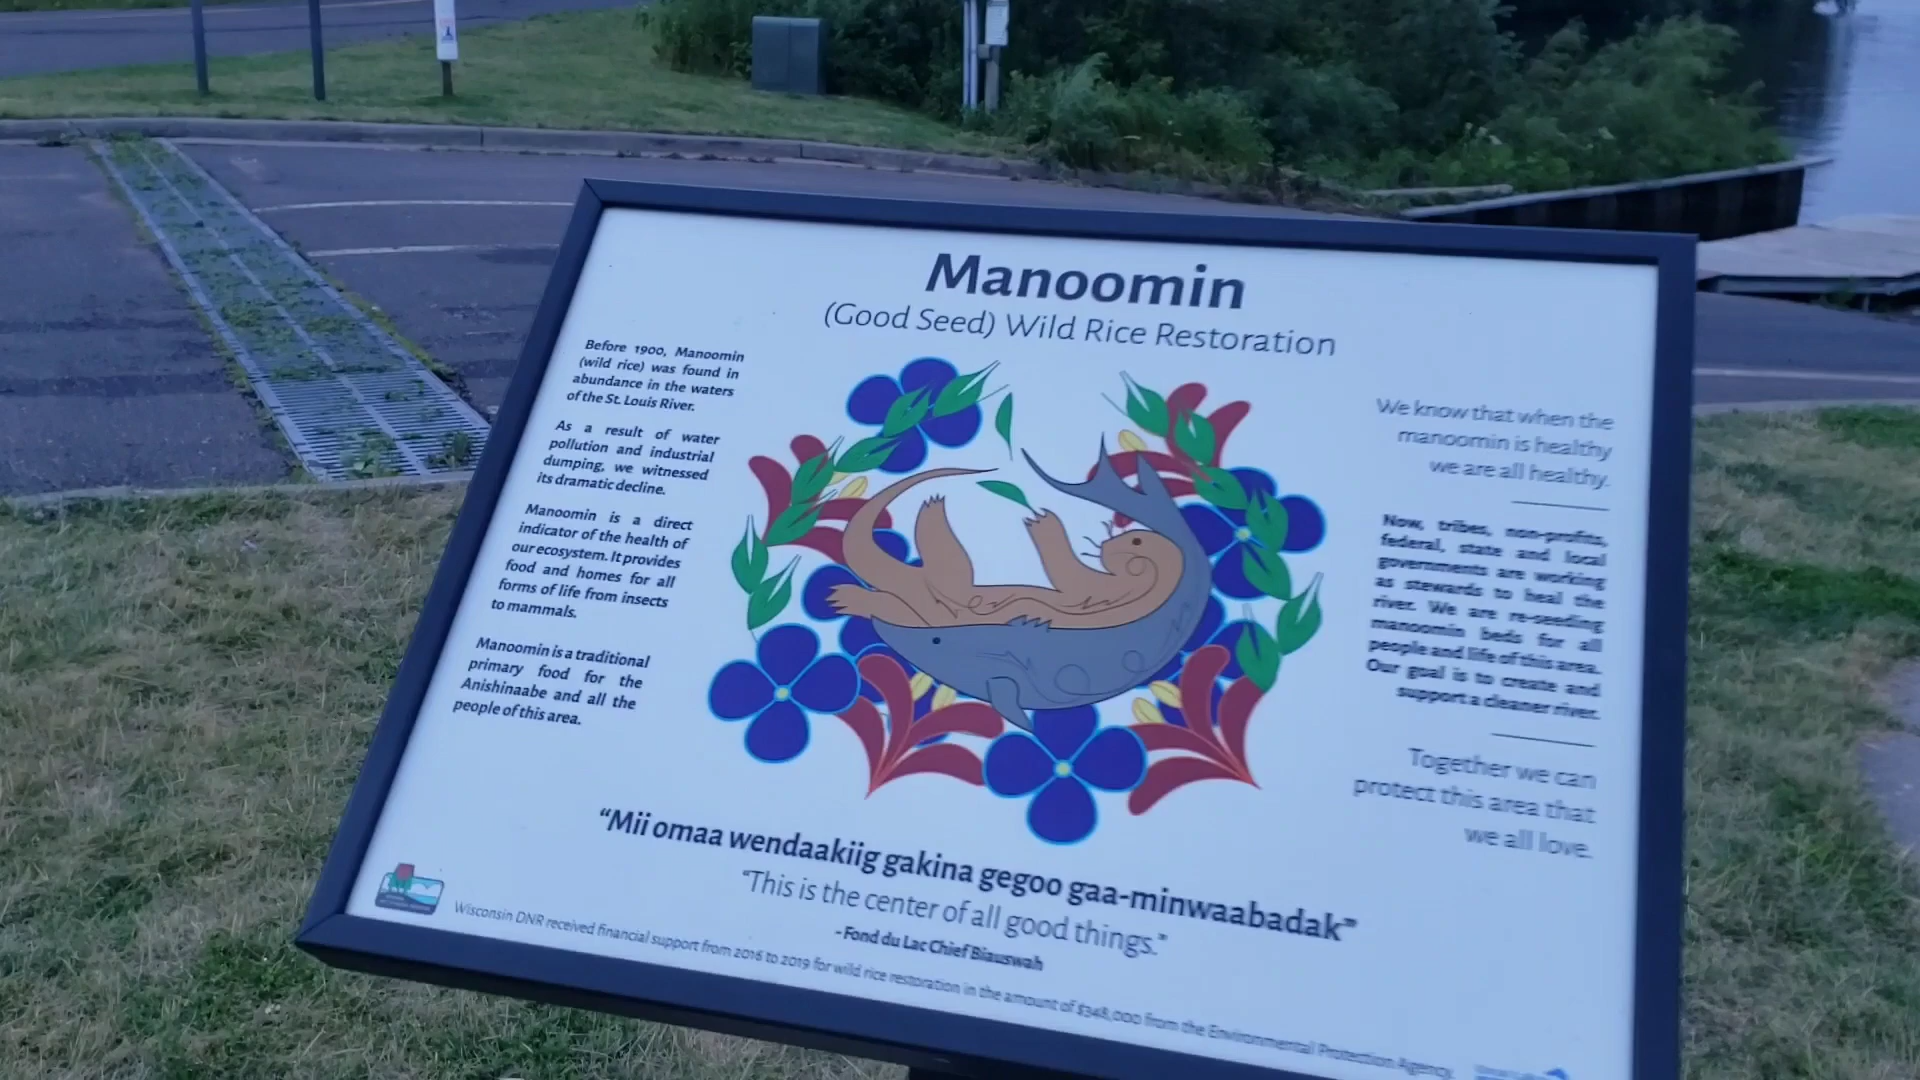 Manoomin
(Good Seed) Wild Rice Restoration
Before 1900, Manoomin
(wild rice) was found in
abundance in the waters
of the St. Louis River.
As a result of water
pollution and industrial
dumping, we witnessed
its dramatic decline.
Manoomin is a direct
indicator of the health of
our ecosystem. It provides
food and homes for all
forms of life from insects
to mammals.
Manoomin is a traditional
primary food for the
Anishinaabe and all the
people of this area.
We know that when the
manoomin is healthy
we are all healthy.
Now, tribes, non-profits,
federal, state and local
governments are working
as stewards to heal the
river. We are re-seeding
manoomin beds for all
people and life of this area.
Our goal is to create and
support a cleaner river.
Together we can
protect this area that
we all love.
“Mii omaa wendaakiig gakina gegoo gaa-minwaabadak”
“This is the center of all good things.”
- Fond du Lac Chief Biauswah
Wisconsin DNR received financial support from 2016 to 2019 for wild rice restoration in the amount of $348,000 from the Environmental Protection Agency.